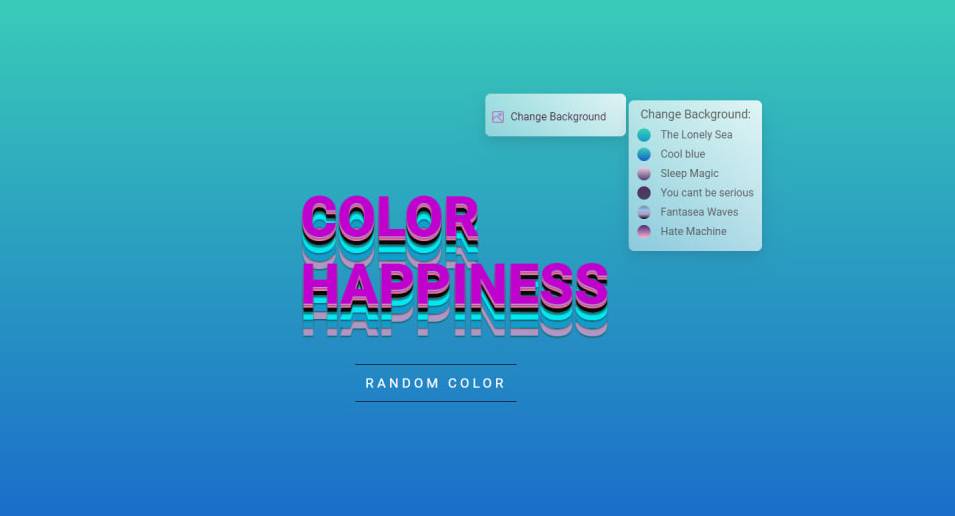 Change Background
Change Background:
The Lonely Sea
Cool blue
Sleep Magic
You cant be serious
Fantasea Waves
Hate Machine
COLOR
HAPPINESS
RANDOM COLOR